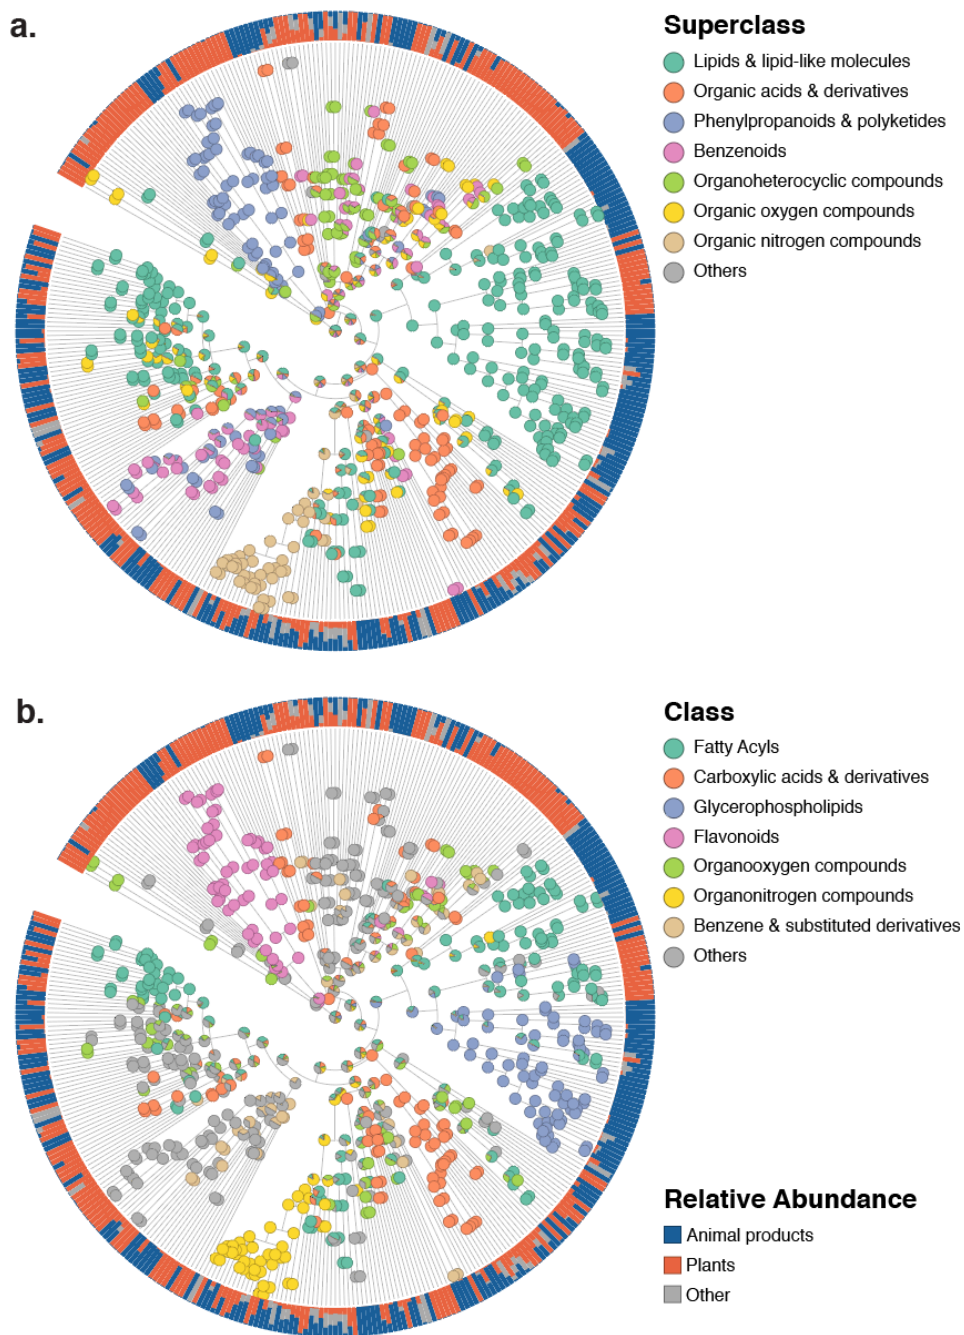 a.
Superclass
Lipids & lipid-like molecules
Organic acids & derivatives
Phenylpropanoids & polyketides
Benzenoids
Organoheterocyclic compounds
Organic oxygen compounds
Organic nitrogen compounds
Others
b.
Class
Fatty Acyls
Carboxylic acids & derivatives
Glycerophospholipids
Flavonoids
Organooxygen compounds
Organonitrogen compounds
Benzene & substituted derivatives
Others
Relative Abundance
Animal products
Plants
Other